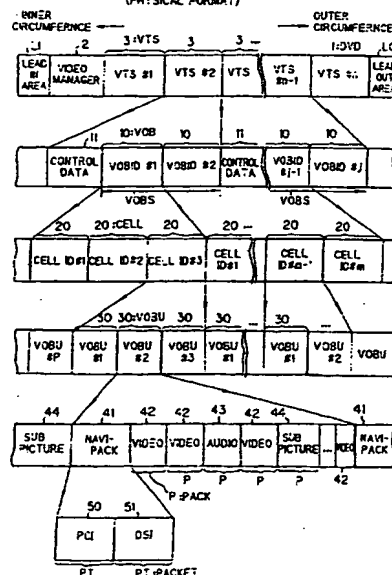 (PHYSICAL FORMAT)
INNER CIRCUMFERNCE
OUTER CIRCUMFERNCE
2 3:VTS 3 3 ... 1:DVD
LEAD IN AREA VIDEO MANAGER VTS #1 VTS #2 VTS VTS #n-1 VTS #n LEAD OUT AREA
11 10:VOB 10 11 10 10
CONTROL DATA VOBID #1 VOBID #2 CONTROL DATA VOBID #j-1 VOBID #j
VOBS VOBS
20 20:CELL 20 20 ... 20 20
CELL ID#1 CELL ID#2 CELL ID#3 CELL ID#1 CELL CELL ID#m
30 30:VOBU 30 30 ... 30 ...
VOBU #P VOBU #1 VOBU #2 VOBU #3 VOBU #1 VOBU #1 VOBU #2 VOBU
44 41 42 42 43 42 44 41
SUB PICTURE NAVI-PACK VIDEO VIDEO AUDIO VIDEO SUB PICTURE ... VIDEO NAVI-PACK
42
P P P P
P:PACK
50 51
PCI DSI
PT PT:PACKET